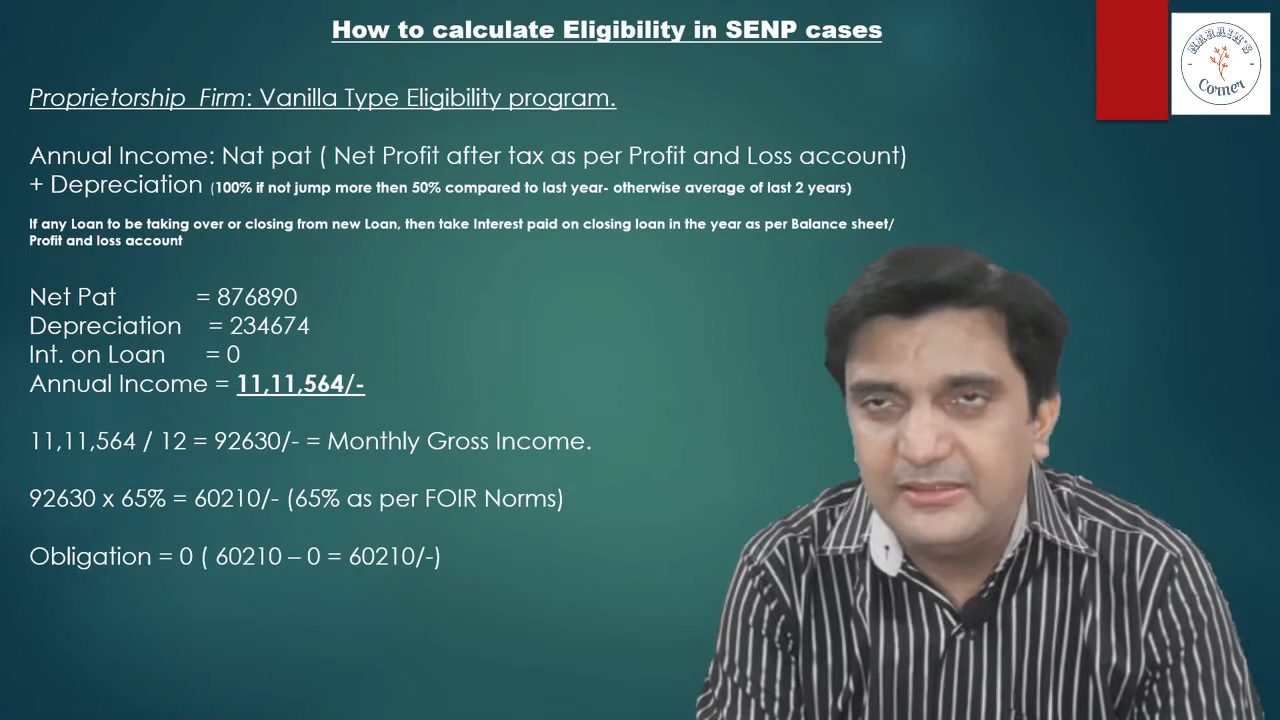 How to calculate Eligibility in SENP cases
NARAIN'S
Corner
Proprietorship Firm: Vanilla Type Eligibility program.
Annual Income: Nat pat ( Net Profit after tax as per Profit and Loss account)
+ Depreciation (100% if not jump more then 50% compared to last year- otherwise average of last 2 years)
If any Loan to be taking over or closing from new Loan, then take Interest paid on closing loan in the year as per Balance sheet/
Profit and loss account
Net Pat = 876890
Depreciation = 234674
Int. on Loan = 0
Annual Income = 11,11,564/-
11,11,564 / 12 = 92630/- = Monthly Gross Income.
92630 x 65% = 60210/- (65% as per FOIR Norms)
Obligation = 0 ( 60210 – 0 = 60210/-)